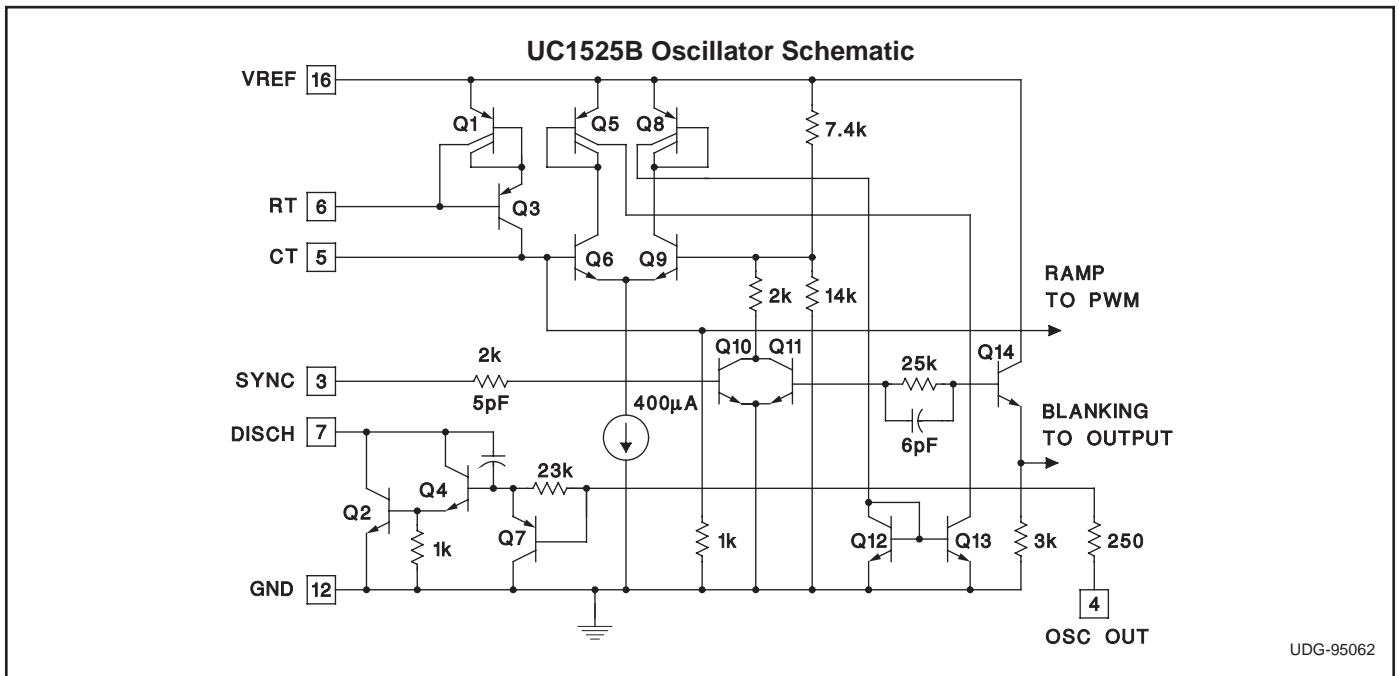 UC1525B Oscillator Schematic
VREF 16
Q1 Q5 Q8
7.4k
RT 6
Q3
CT 5
Q6 Q9
2k 14k
RAMP
TO PWM
Q10 Q11
2k
25k
Q14
SYNC 3
5pF
400µA
6pF
BLANKING
TO OUTPUT
DISCH 7
23k
Q4
Q2
Q7
1k
1k
Q12 Q13
3k 250
GND 12
4
OSC OUT
UDG-95062